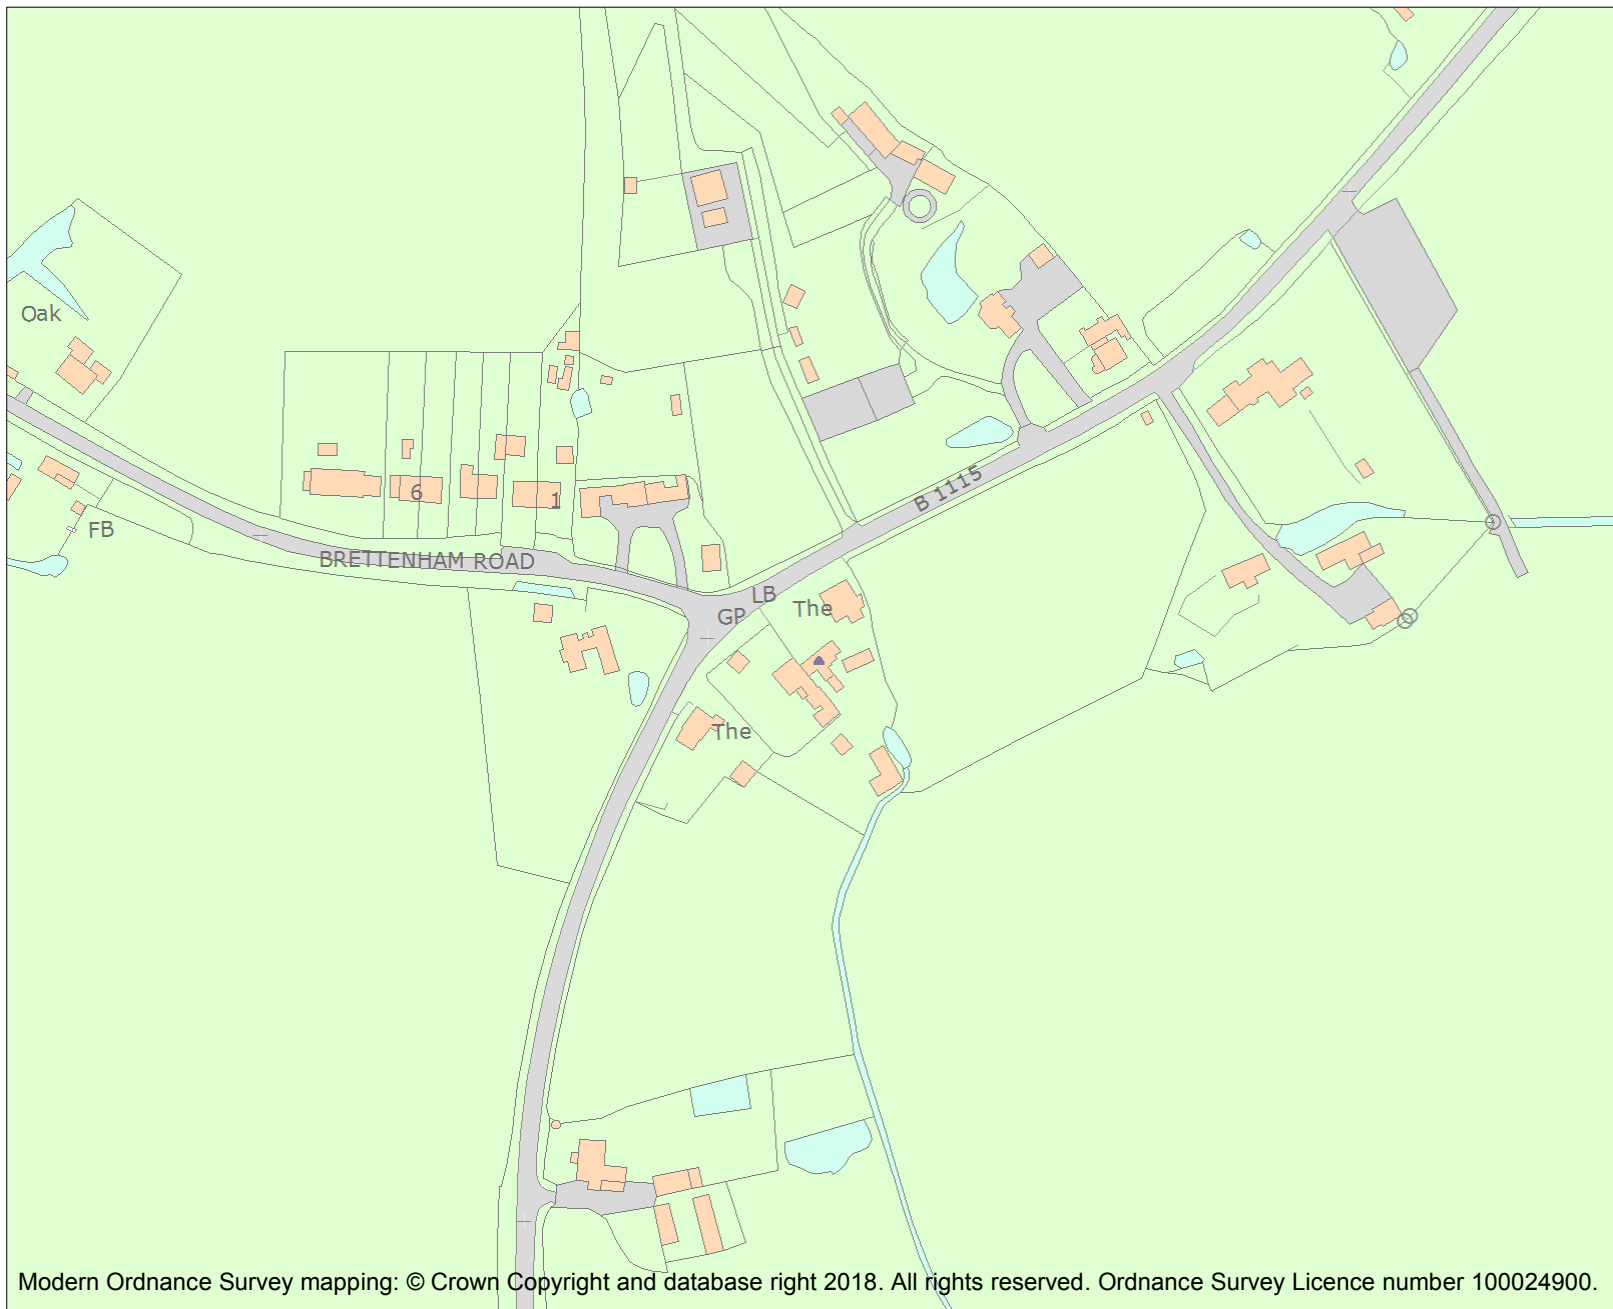 Oak
B 1115
6
1
FB
BRETTENHAM ROAD
LB
The
GP
The
Modern Ordnance Survey mapping: © Crown Copyright and database right 2018. All rights reserved. Ordnance Survey Licence number 100024900.